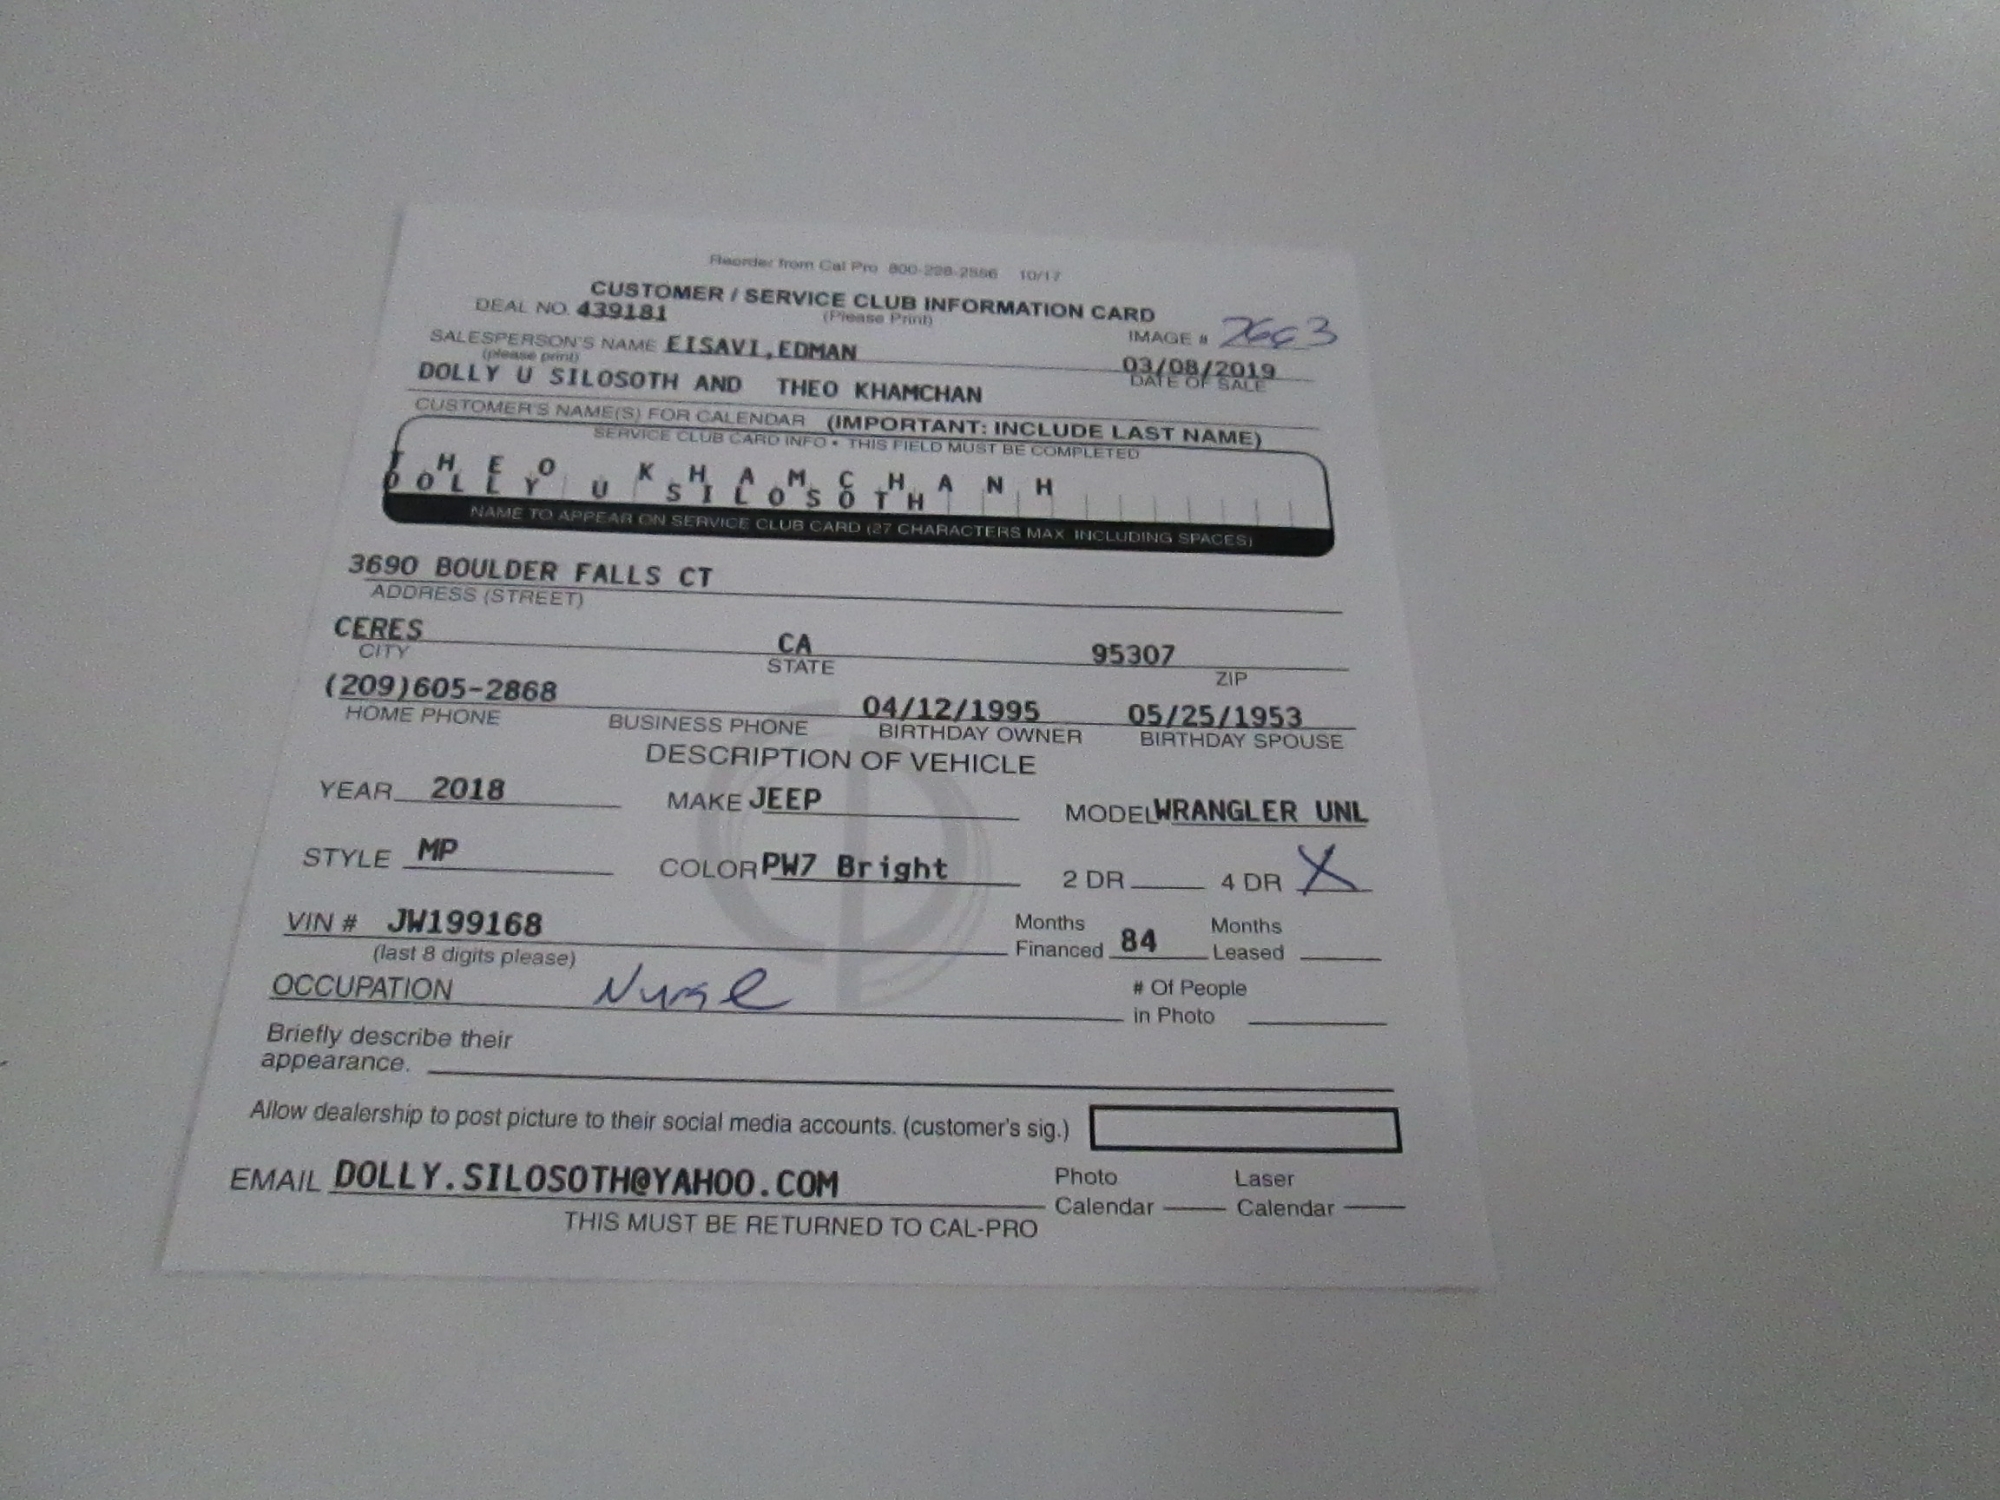 Reorder from Cal Pro 800-228-2556 10/17
CUSTOMER / SERVICE CLUB INFORMATION CARD
DEAL NO. 439181 (Please Print)
IMAGE #
SALESPERSON'S NAME EISAVI,EDMAN 03/08/2019
(please print) DATE OF SALE
DOLLY U SILOSOTH AND THEO KHAMCHAN
CUSTOMER'S NAME(S) FOR CALENDAR (IMPORTANT: INCLUDE LAST NAME)
SERVICE CLUB CARD INFO • THIS FIELD MUST BE COMPLETED
THEO KHAMCHANH
DOLLY U SILOSOTH
NAME TO APPEAR ON SERVICE CLUB CARD (27 CHARACTERS MAX INCLUDING SPACES)
3690 BOULDER FALLS CT
ADDRESS (STREET)
CERES CA 95307
CITY STATE ZIP
(209)605-2868 04/12/1995 05/25/1953
HOME PHONE BUSINESS PHONE BIRTHDAY OWNER BIRTHDAY SPOUSE
DESCRIPTION OF VEHICLE
YEAR 2018 MAKE JEEP MODEL WRANGLER UNL
STYLE MP COLOR PW7 Bright 2 DR 4 DR X
VIN # JW199168 Months Financed 84 Months Leased
(last 8 digits please)
OCCUPATION Nurse # Of People in Photo
Briefly describe their
appearance.
Allow dealership to post picture to their social media accounts. (customer's sig.)
EMAIL DOLLY.SILOSOTH@YAHOO.COM Photo Calendar Laser Calendar
THIS MUST BE RETURNED TO CAL-PRO